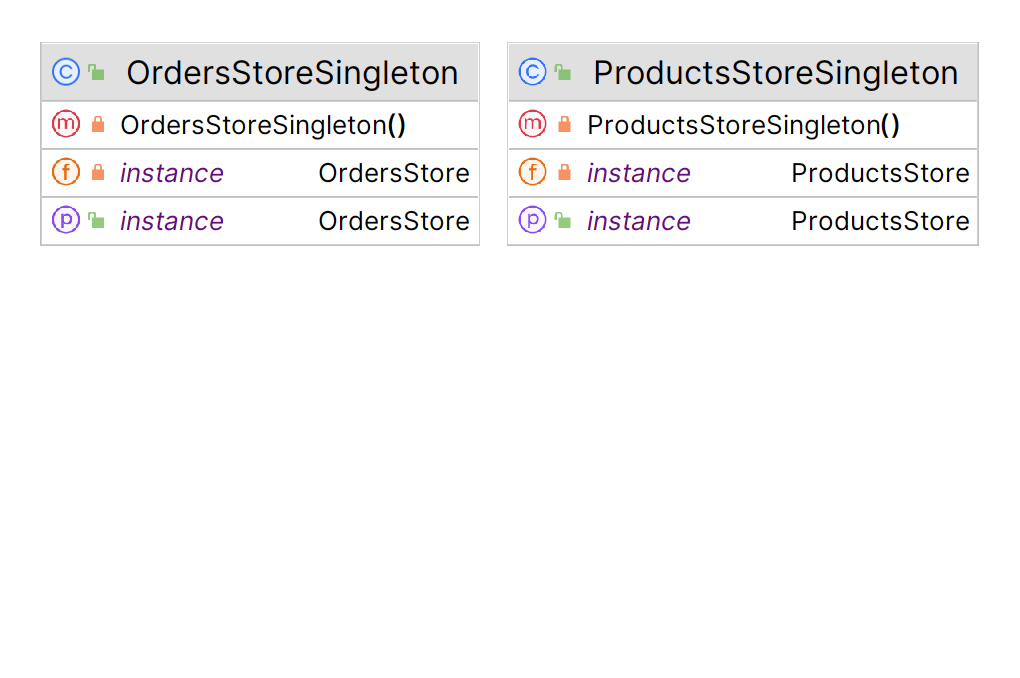 OrdersStoreSingleton
OrdersStoreSingleton()
instance OrdersStore
instance OrdersStore
ProductsStoreSingleton
ProductsStoreSingleton()
instance ProductsStore
instance ProductsStore